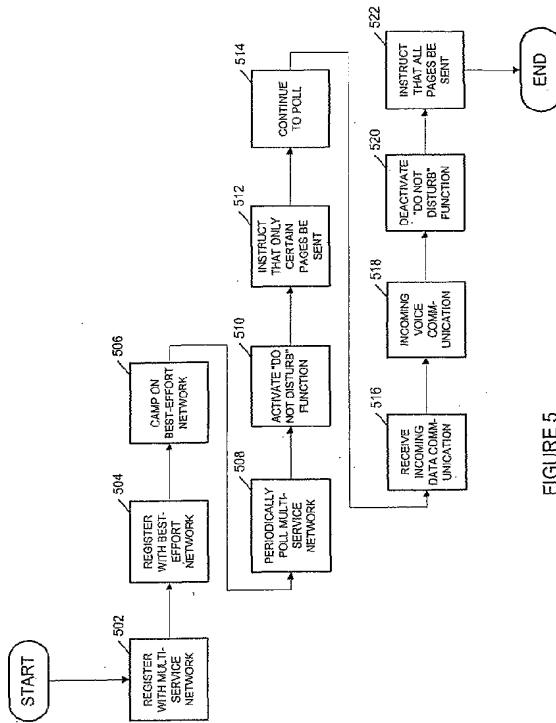 START
502
REGISTER
WITH MULTI-
SERVICE
NETWORK
504
REGISTER
WITH BEST-
EFFORT
NETWORK
506
CAMP ON
BEST-EFFORT
NETWORK
508
PERIODICALLY
POLL MULTI-
SERVICE
NETWORK
510
ACTIVATE "DO
NOT DISTURB"
FUNCTION
512
INSTRUCT
THAT ONLY
CERTAIN
PAGES BE
SENT
514
CONTINUE
TO POLL
516
RECEIVE
INCOMING
DATA COMM-
UNICATION
518
INCOMING
VOICE
COMM-
UNICATION
520
DEACTIVATE
"DO NOT
DISTURB"
FUNCTION
522
INSTRUCT
THAT ALL
PAGES BE
SENT
END
FIGURE 5